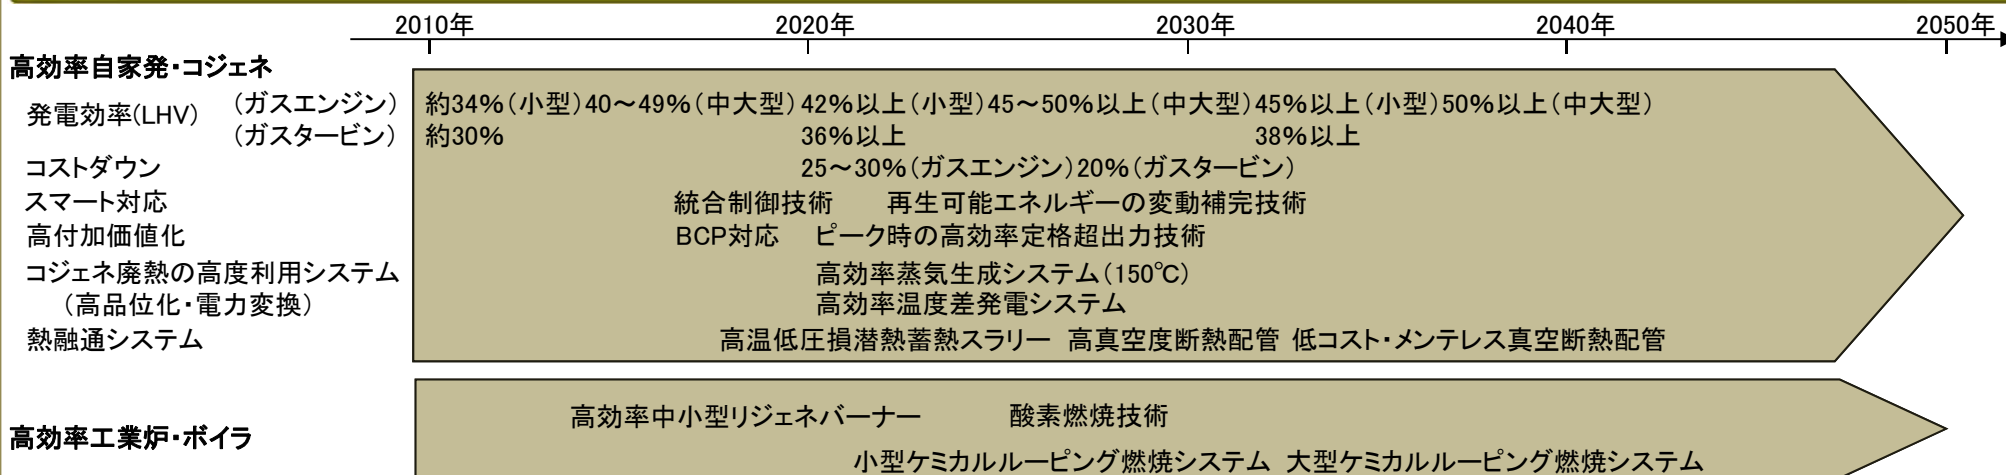 2010年 2020年 2030年 2040年 2050年
高効率自家発・コジェネ
発電効率(LHV) (ガスエンジン) 約34%(小型)40～49%(中大型)42%以上(小型)45～50%以上(中大型)45%以上(小型)50%以上(中大型)
(ガスタービン) 約30% 36%以上 38%以上
コストダウン 25～30%(ガスエンジン)20%(ガスタービン)
スマート対応 統合制御技術 再生可能エネルギーの変動補完技術
高付加価値化 BCP対応 ピーク時の高効率定格超出力技術
コジェネ廃熱の高度利用システム 高効率蒸気生成システム(150℃)
(高品位化・電力変換) 高効率温度差発電システム
熱融通システム 高温低圧損潜熱蓄熱スラリー 高真空度断熱配管 低コスト・メンテレス真空断熱配管
高効率中小型リジェネバーナー 酸素燃焼技術
高効率工業炉・ボイラ
小型ケミカルルーピング燃焼システム 大型ケミカルルーピング燃焼システム